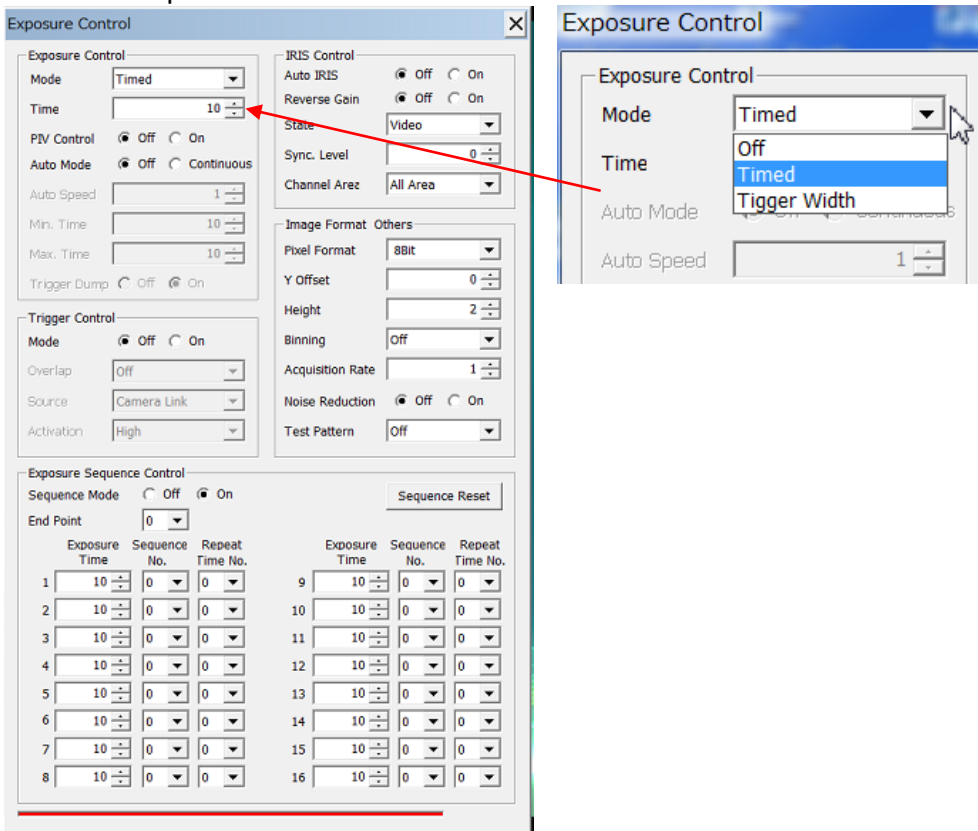 Exposure Control
Exposure Control
Mode Timed
Time 10
PIV Control Off On
Auto Mode Off Continuous
Auto Speed 1
Min. Time 10
Max. Time 10
Trigger Dump Off On
Trigger Control
Mode Off On
Overlap Off
Source Camera Link
Activation High
IRIS Control
Auto IRIS Off On
Reverse Gain Off On
State Video
Sync. Level 0
Channel Arez All Area
Image Format Others
Pixel Format 8Bit
Y Offset 0
Height 2
Binning Off
Acquisition Rate 1
Noise Reduction Off On
Test Pattern Off
Exposure Sequence Control
Sequence Mode Off On
Sequence Reset
End Point 0
Exposure Sequence Repeat Exposure Sequence Repeat
Time No. Time No. Time No. Time No.
1 10 0 0 9 10 0 0
2 10 0 0 10 10 0 0
3 10 0 0 11 10 0 0
4 10 0 0 12 10 0 0
5 10 0 0 13 10 0 0
6 10 0 0 14 10 0 0
7 10 0 0 15 10 0 0
8 10 0 0 16 10 0 0
Exposure Control
Exposure Control
Mode Timed
Off
Time Timed
Tigger Width
Auto Mode
Auto Speed 1